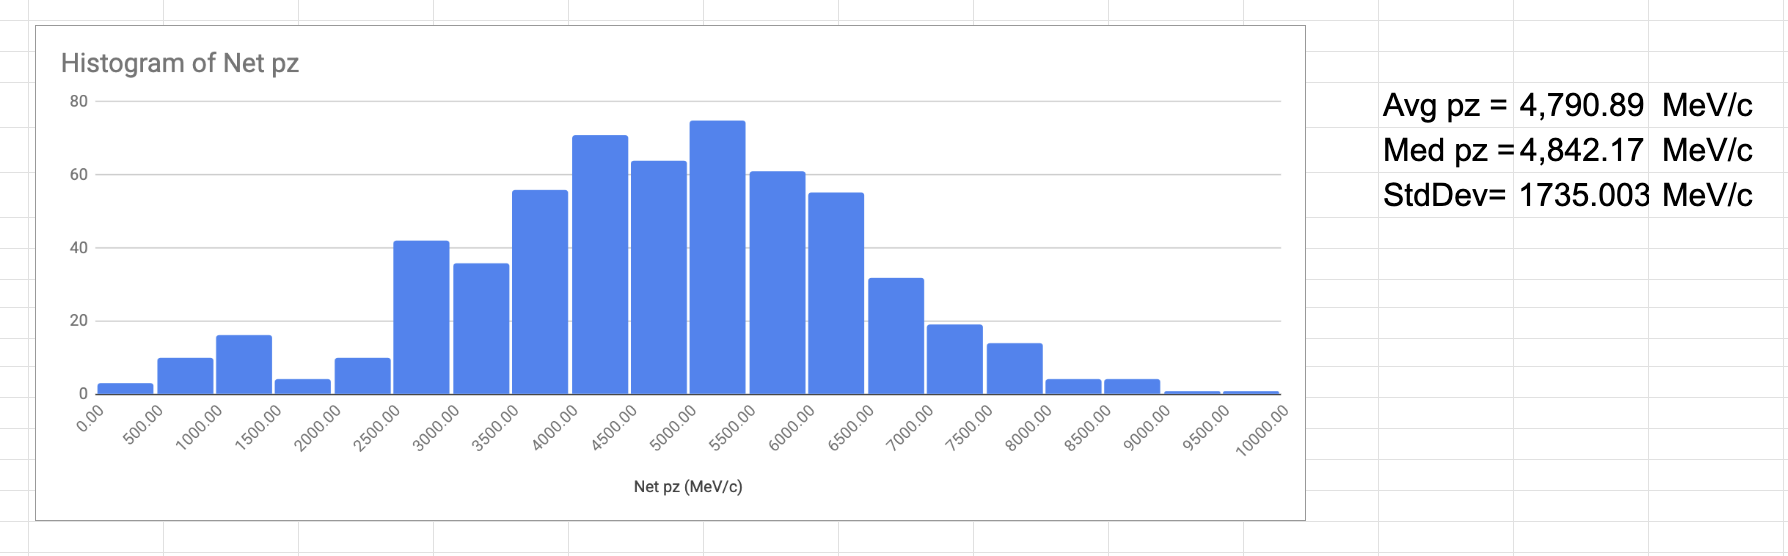 Histogram of Net pz
80
60
40
20
0
0.00 500.00 1000.00 1500.00 2000.00 2500.00 3000.00 3500.00 4000.00 4500.00 5000.00 5500.00 6000.00 6500.00 7000.00 7500.00 8000.00 8500.00 9000.00 9500.00 10000.00
Net pz (MeV/c)
Avg pz = 4,790.89 MeV/c
Med pz = 4,842.17 MeV/c
StdDev= 1735.003 MeV/c